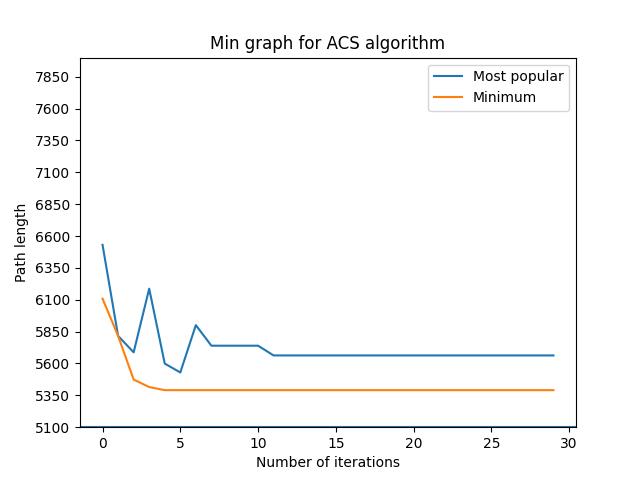 Min graph for ACS algorithm
Most popular
Minimum
Path length
7850
7600
7350
7100
6850
6600
6350
6100
5850
5600
5350
5100
0 5 10 15 20 25 30
Number of iterations